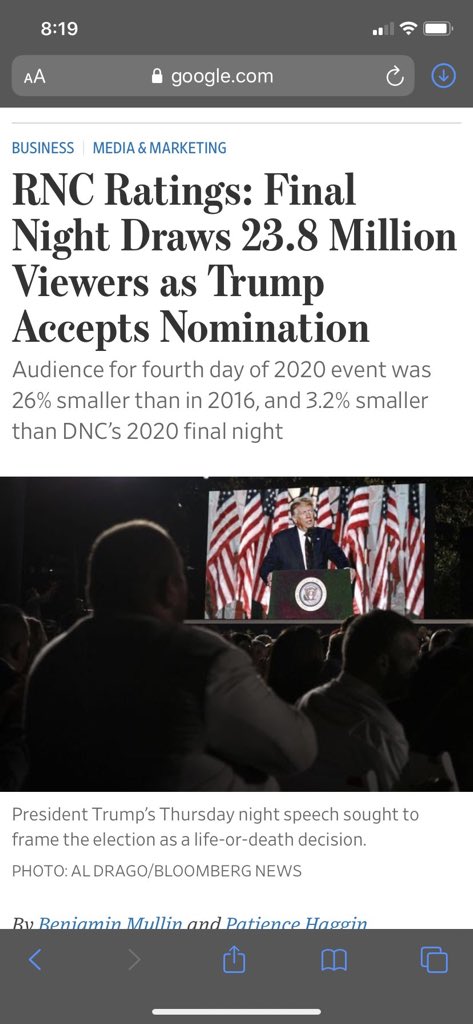 8:19
AA
google.com
BUSINESS | MEDIA & MARKETING
RNC Ratings: Final
Night Draws 23.8 Million
Viewers as Trump
Accepts Nomination
Audience for fourth day of 2020 event was
26% smaller than in 2016, and 3.2% smaller
than DNC’s 2020 final night
President Trump’s Thursday night speech sought to
frame the election as a life-or-death decision.
PHOTO: AL DRAGO/BLOOMBERG NEWS
By Benjamin Mullin and Patience Haggin